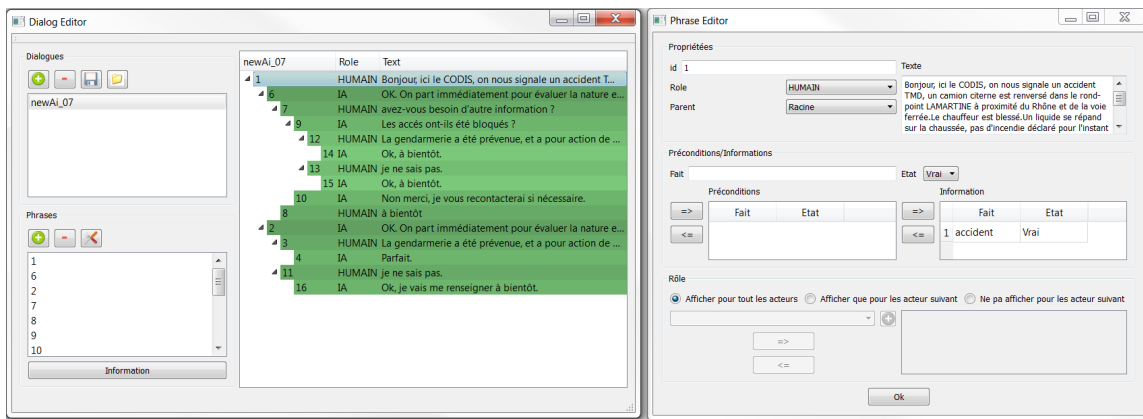 Dialog Editor
Dialogues
newAi_07
Phrases
1
6
2
7
8
9
10
Information
newAi_07 Role Text
1 HUMAIN Bonjour, ici le CODIS, on nous signale un accident T...
6 IA OK. On part immédiatement pour évaluer la nature e...
7 HUMAIN avez-vous besoin d'autre information ?
9 IA Les accés ont-ils été bloqués ?
12 HUMAIN La gendarmerie a été prévenue, et a pour action de ...
14 IA Ok, à bientôt.
13 HUMAIN je ne sais pas.
15 IA Ok, à bientôt.
10 IA Non merci, je vous recontacterai si nécessaire.
8 HUMAIN à bientôt
2 IA OK. On part immédiatement pour évaluer la nature e...
3 HUMAIN La gendarmerie a été prévenue, et a pour action de ...
4 IA Parfait.
11 HUMAIN je ne sais pas.
16 IA Ok, je vais me renseigner à bientôt.
Phrase Editor
Propriétées
id 1
Role HUMAIN
Parent Racine
Texte
Bonjour, ici le CODIS, on nous signale un accident
TMD, un camion citerne est renversé dans le rond-
point LAMARTINE à proximité du Rhône et de la voie
ferrée.Le chauffeur est blessé.Un liquide se répand
sur la chaussée, pas d'incendie déclaré pour l'instant
Préconditions/Informations
Fait Etat Vrai
Préconditions Information
=> Fait Etat => Fait Etat
<= <= 1 accident Vrai
Rôle
Afficher pour tout les acteurs Afficher que pour les acteur suivant Ne pa afficher pour les acteur suivant
=>
<=
Ok